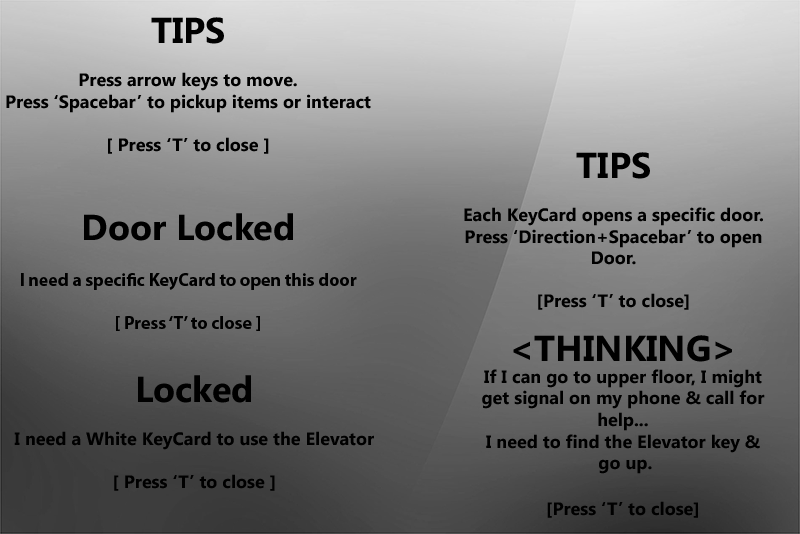 TIPS
Press arrow keys to move.
Press ‘Spacebar’ to pickup items or interact
[ Press ‘T’ to close ]
Door Locked
I need a specific KeyCard to open this door
[ Press ‘T’ to close ]
Locked
I need a White KeyCard to use the Elevator
[ Press ‘T’ to close ]
TIPS
Each KeyCard opens a specific door.
Press ‘Direction+Spacebar’ to open
Door.
[Press ‘T’ to close]
<THINKING>
If I can go to upper floor, I might
get signal on my phone & call for
help...
I need to find the Elevator key &
go up.
[Press ‘T’ to close]